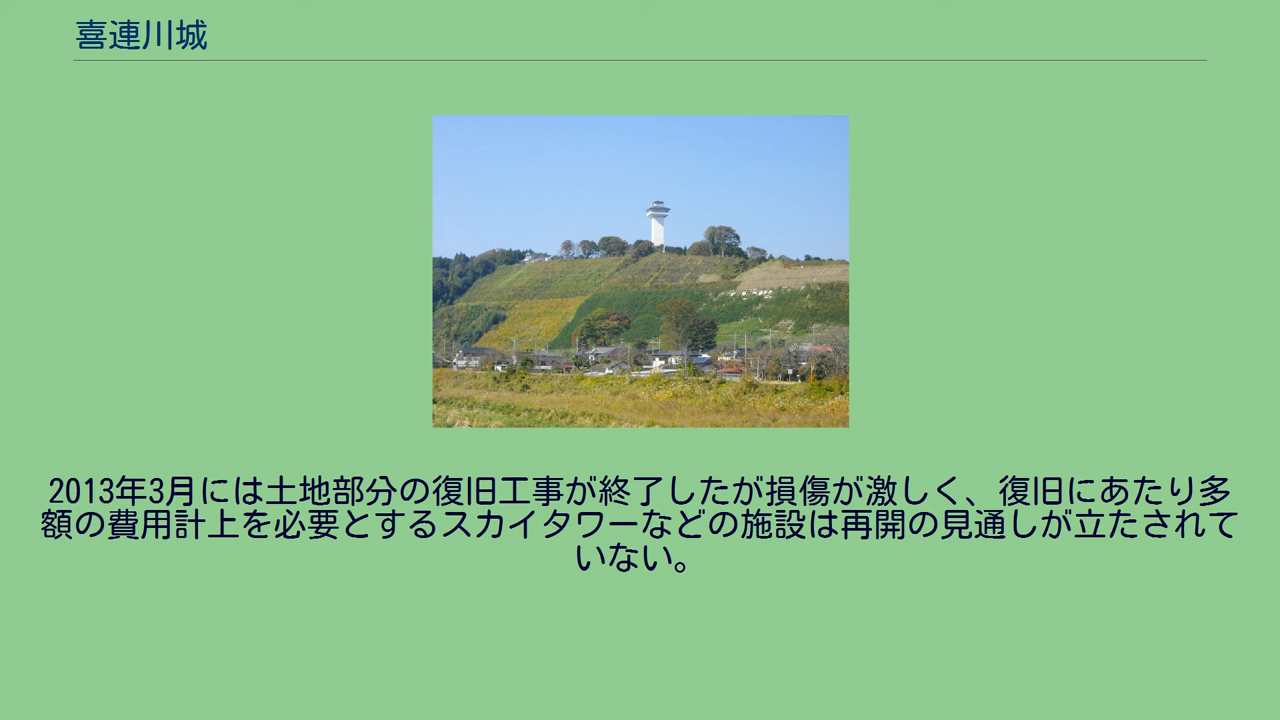 喜連川城
2013年3月には土地部分の復旧工事が終了したが損傷が激しく、復旧にあたり多
額の費用計上を必要とするスカイタワーなどの施設は再開の見通しが立たされて
いない。